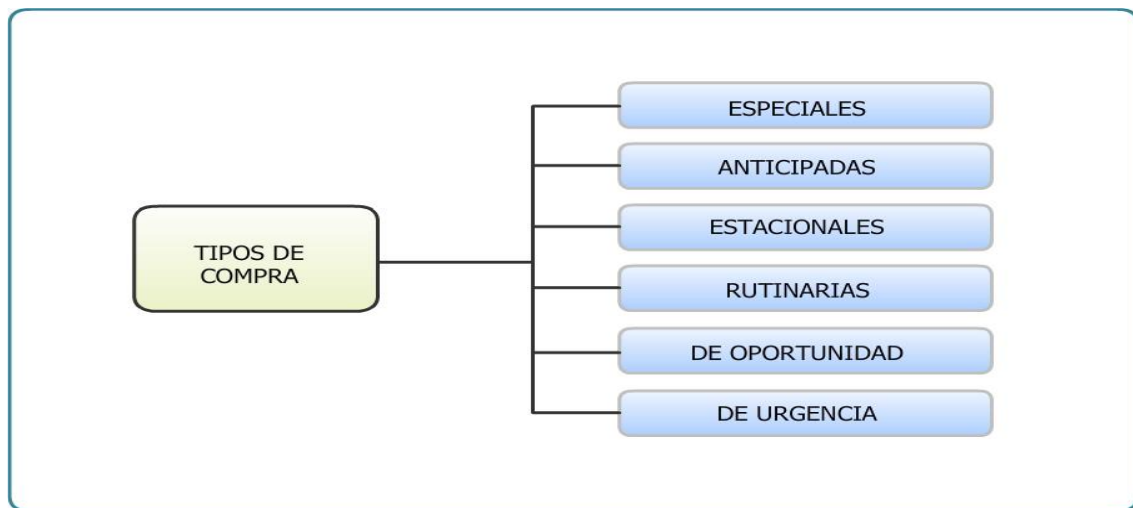 TIPOS DE
COMPRA
ESPECIALES
ANTICIPADAS
ESTACIONALES
RUTINARIAS
DE OPORTUNIDAD
DE URGENCIA